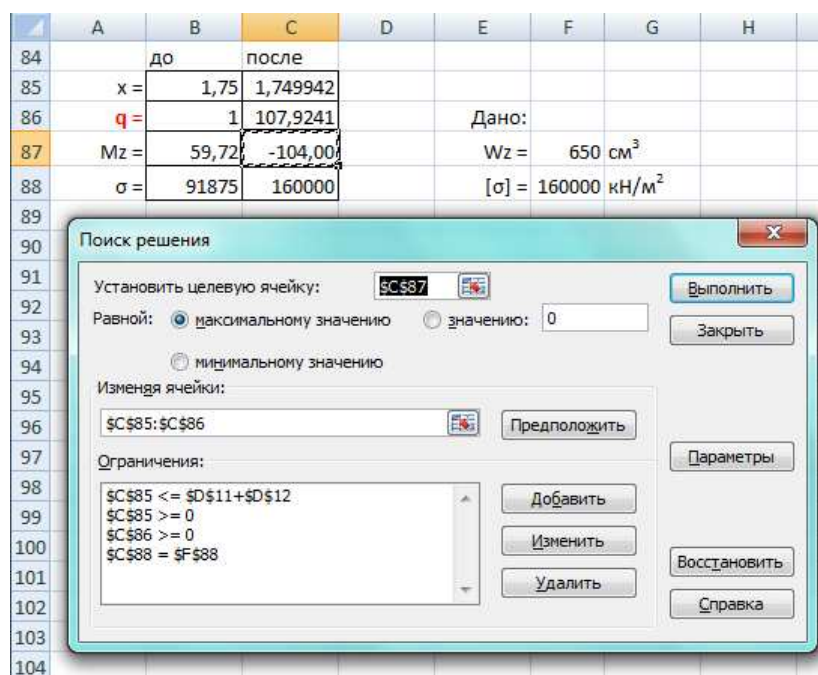 A B C D E F G H
84 до после
85 x = 1,75 1,749942
86 q = 1 107,9241 Дано:
87 Mz = 59,72 -104,00 Wz = 650 см³
88 σ = 91875 160000 [σ] = 160000 кН/м²
89
90 Поиск решения
91 Установить целевую ячейку: $C$87 Выполнить
92 Равной: максимальному значению значению: 0 Закрыть
93
94 минимальному значению
95 Изменяя ячейки:
96 $C$85:$C$86 Предположить
97 Ограничения: Параметры
98 $C$85 <= $D$11+$D$12 Добавить
99 $C$85 >= 0
100 $C$86 >= 0 Изменить
$C$88 = $F$88 Восстановить
101 Удалить
102 Справка
103
104